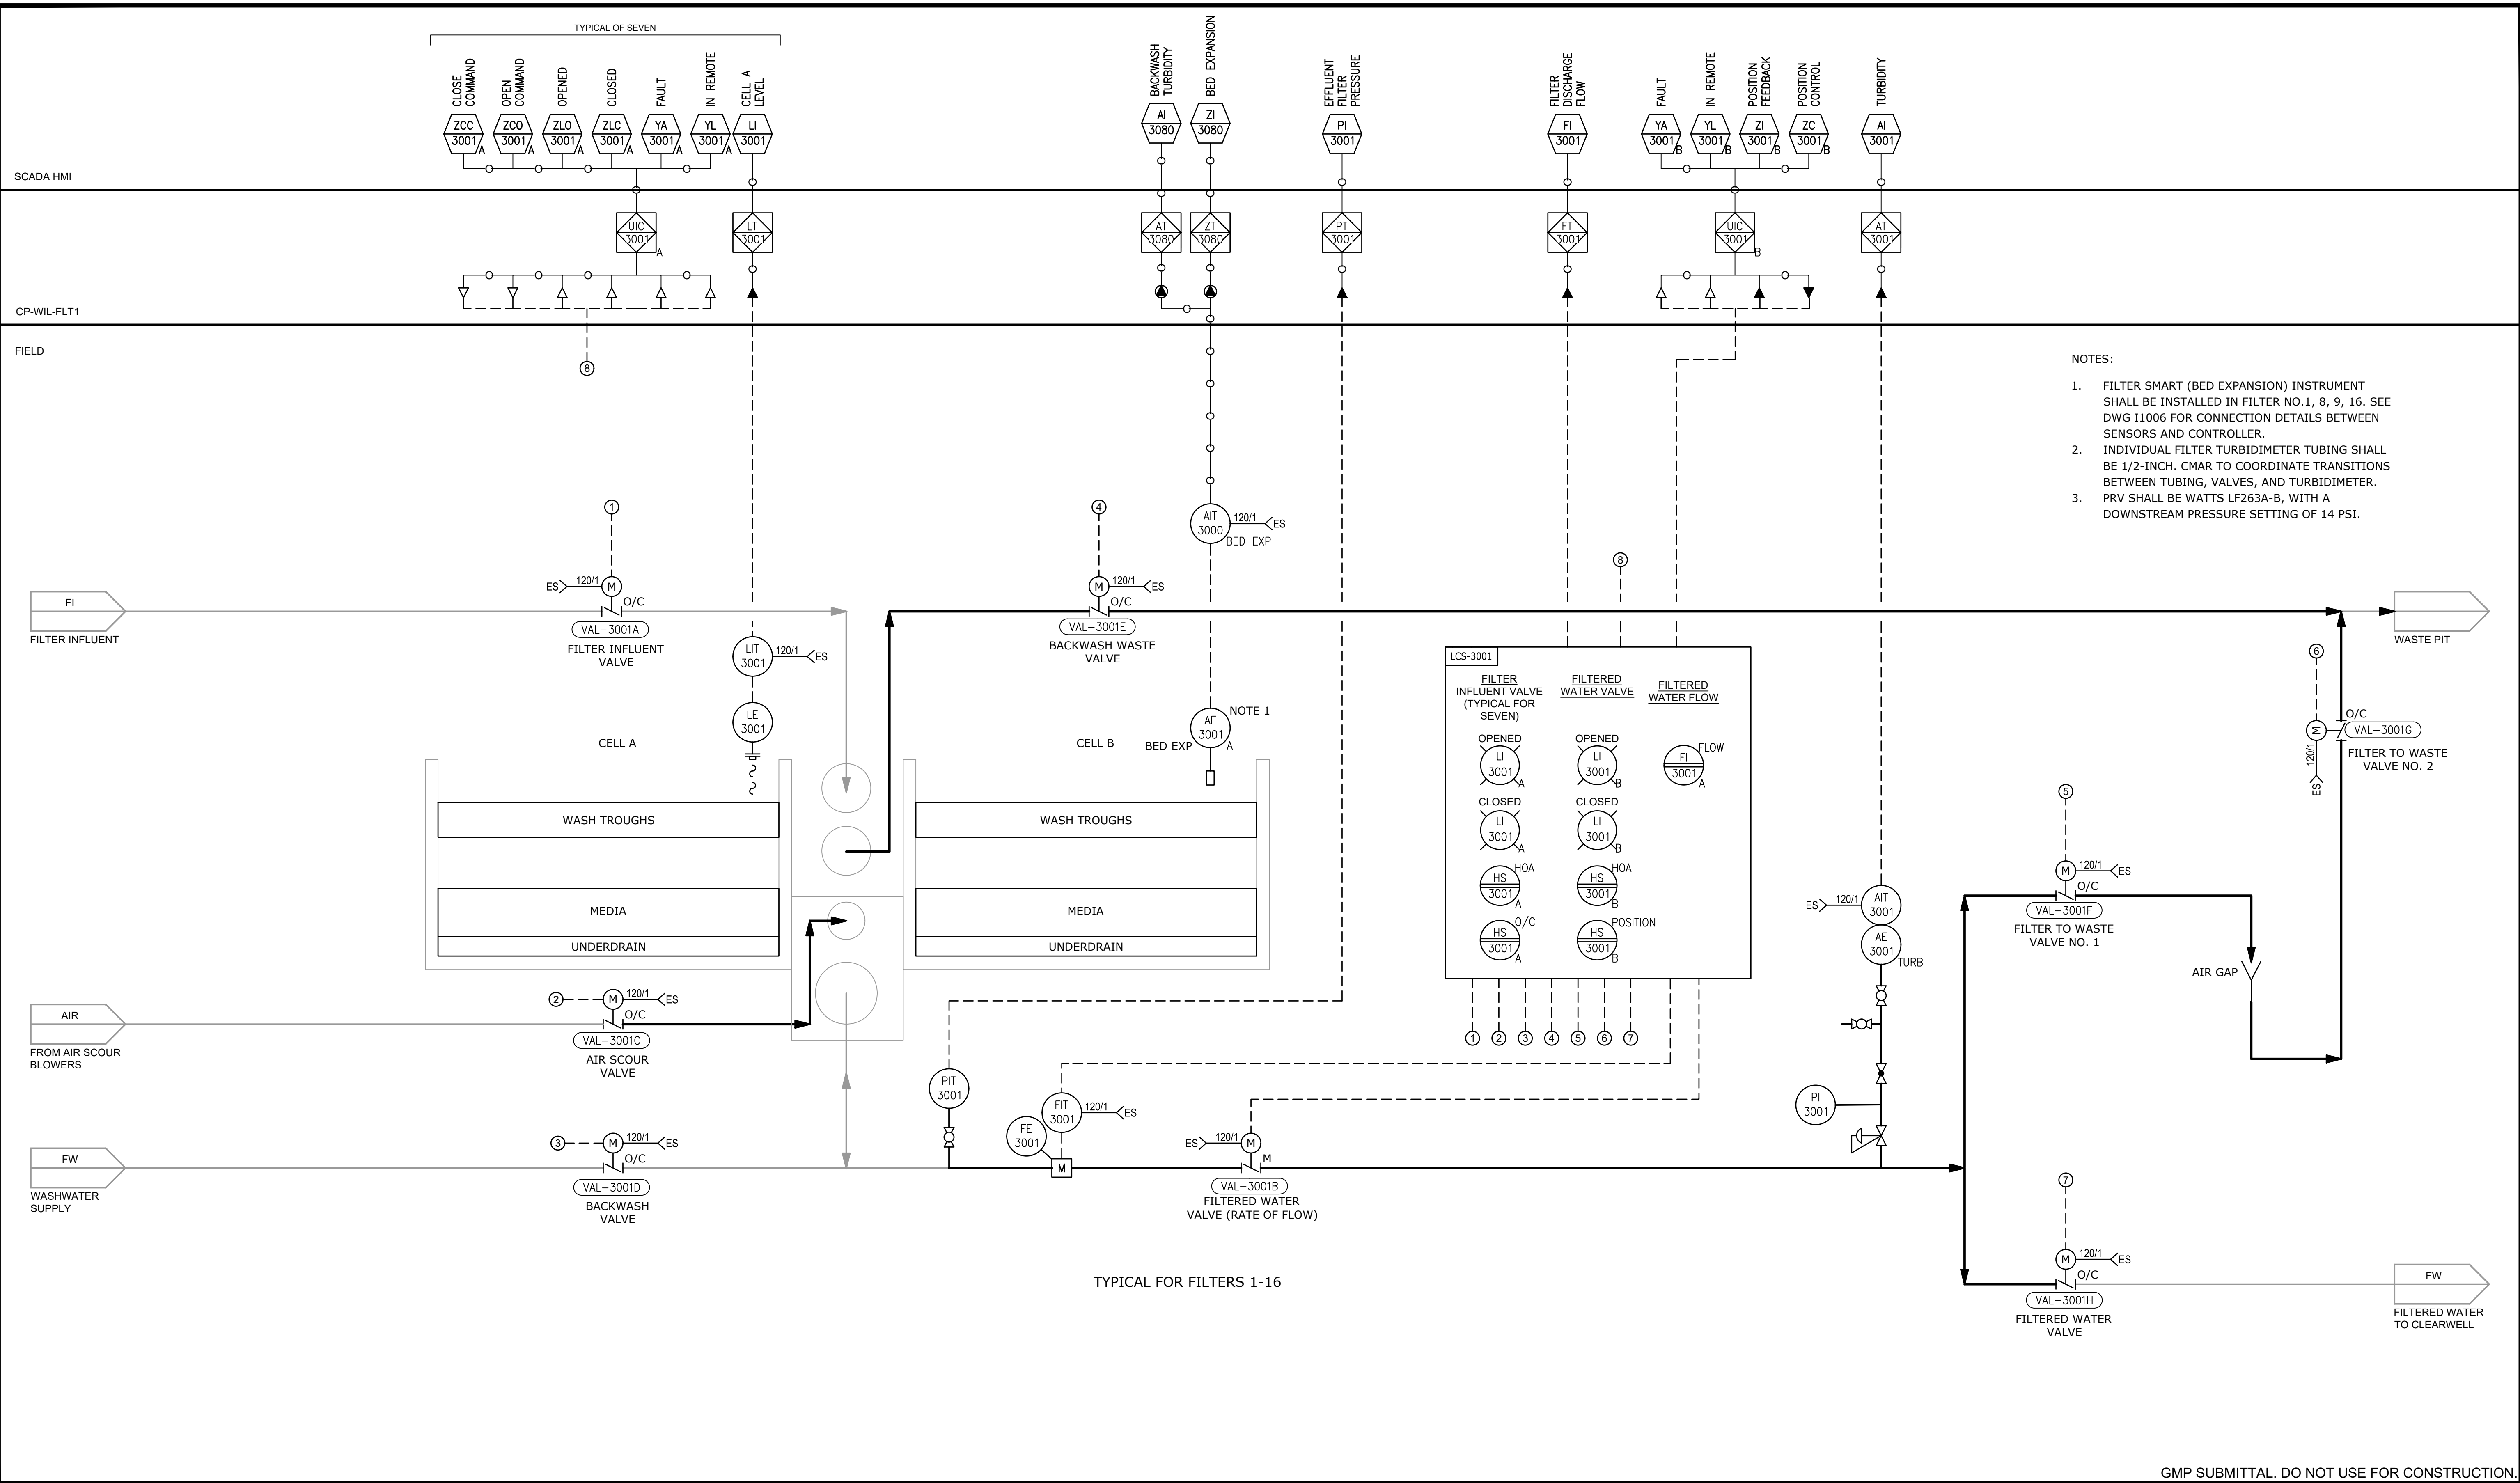 TYPICAL OF SEVEN
CLOSE
COMMAND
OPEN
COMMAND
OPENED
CLOSED
FAULT
IN REMOTE
CELL A
LEVEL
BACKWASH
TURBIDITY
BED EXPANSION
EFFLUENT
FILTER
PRESSURE
FILTER
DISCHARGE
FLOW
FAULT
IN REMOTE
POSITION
FEEDBACK
POSITION
CONTROL
TURBIDITY
ZCC
3001
A
ZCO
3001
A
ZLO
3001
A
ZLC
3001
A
YA
3001
A
YL
3001
A
LI
3001
AI
3080
ZI
3080
PI
3001
FI
3001
YA
3001
B
YL
3001
B
ZI
3001
B
ZC
3001
B
AI
3001
SCADA HMI
UIC
3001
A
LT
3001
AT
3080
ZT
3080
PT
3001
FT
3001
UIC
3001
B
AT
3001
CP-WIL-FLT1
FIELD
8
NOTES:
1. FILTER SMART (BED EXPANSION) INSTRUMENT
SHALL BE INSTALLED IN FILTER NO.1, 8, 9, 16. SEE
DWG I1006 FOR CONNECTION DETAILS BETWEEN
SENSORS AND CONTROLLER.
2. INDIVIDUAL FILTER TURBIDIMETER TUBING SHALL
BE 1/2-INCH. CMAR TO COORDINATE TRANSITIONS
BETWEEN TUBING, VALVES, AND TURBIDIMETER.
3. PRV SHALL BE WATTS LF263A-B, WITH A
DOWNSTREAM PRESSURE SETTING OF 14 PSI.
1
ES 120/1 M
O/C
VAL-3001A
FILTER INFLUENT
VALVE
FI
FILTER INFLUENT
LIT
3001
120/1 ES
LE
3001
4
M 120/1 ES
O/C
VAL-3001E
BACKWASH WASTE
VALVE
AIT
3000
120/1 ES
BED EXP
AE
3001
A
NOTE 1
BED EXP
8
WASTE PIT
6
M
120/1
ES
O/C
VAL-3001G
FILTER TO WASTE
VALVE NO. 2
CELL A
CELL B
WASH TROUGHS
WASH TROUGHS
MEDIA
MEDIA
UNDERDRAIN
UNDERDRAIN
LCS-3001
FILTER
INFLUENT VALVE
(TYPICAL FOR
SEVEN)
FILTERED
WATER VALVE
FILTERED
WATER FLOW
OPENED
LI
3001
A
OPENED
LI
3001
B
FLOW
FI
3001
A
CLOSED
LI
3001
A
CLOSED
LI
3001
B
HOA
HS
3001
A
HOA
HS
3001
B
O/C
HS
3001
A
POSITION
HS
3001
B
1 2 3 4 5 6 7
ES 120/1
AIT
3001
AE
3001
TURB
5
M 120/1 ES
O/C
VAL-3001F
FILTER TO WASTE
VALVE NO. 1
AIR GAP
AIR
FROM AIR SCOUR
BLOWERS
2 M 120/1 ES
O/C
VAL-3001C
AIR SCOUR
VALVE
PIT
3001
FE
3001
FIT
3001
120/1 ES
M
PI
3001
FW
WASHWATER
SUPPLY
3 M 120/1 ES
O/C
VAL-3001D
BACKWASH
VALVE
ES 120/1 M
M
VAL-3001B
FILTERED WATER
VALVE (RATE OF FLOW)
7
M 120/1 ES
O/C
VAL-3001H
FILTERED WATER
VALVE
FW
FILTERED WATER
TO CLEARWELL
TYPICAL FOR FILTERS 1-16
GMP SUBMITTAL. DO NOT USE FOR CONSTRUCTION.